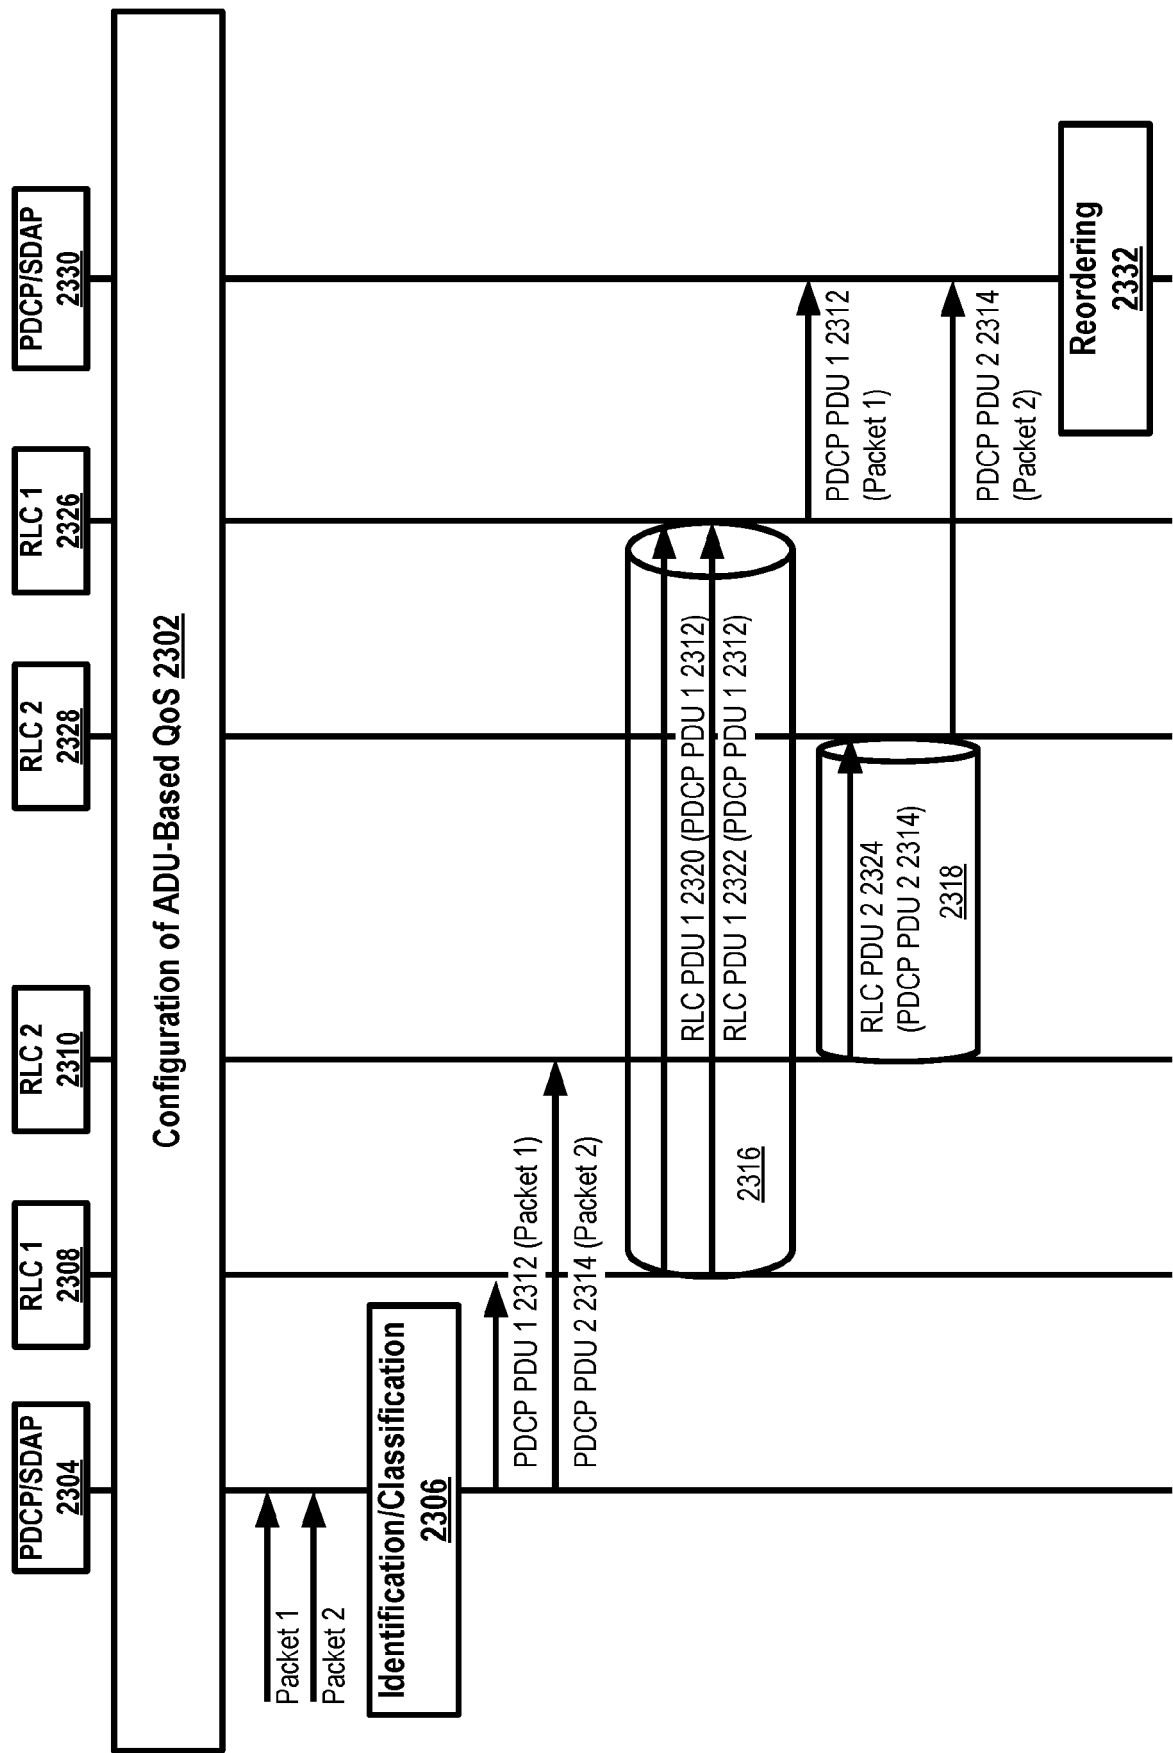 PDCP/SDAP
2304
RLC 1
2308
RLC 2
2310
RLC 2
2328
RLC 1
2326
PDCP/SDAP
2330
Configuration of ADU-Based QoS 2302
Packet 1
Packet 2
Identification/Classification
2306
PDCP PDU 1 2312 (Packet 1)
PDCP PDU 2 2314 (Packet 2)
RLC PDU 1 2320 (PDCP PDU 1 2312)
RLC PDU 1 2322 (PDCP PDU 1 2312)
2316
RLC PDU 2 2324
(PDCP PDU 2 2314)
2318
PDCP PDU 1 2312
(Packet 1)
PDCP PDU 2 2314
(Packet 2)
Reordering
2332